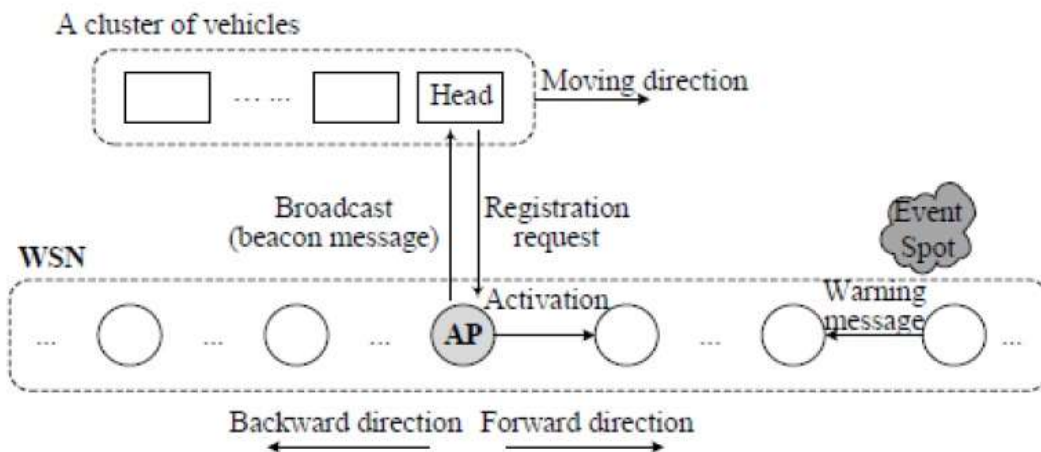 A cluster of vehicles
... ...
Head
Moving direction
Broadcast
(beacon message)
Registration
request
Event
Spot
WSN
Activation
Warning
message
... ... ... AP ... ...
Backward direction
Forward direction